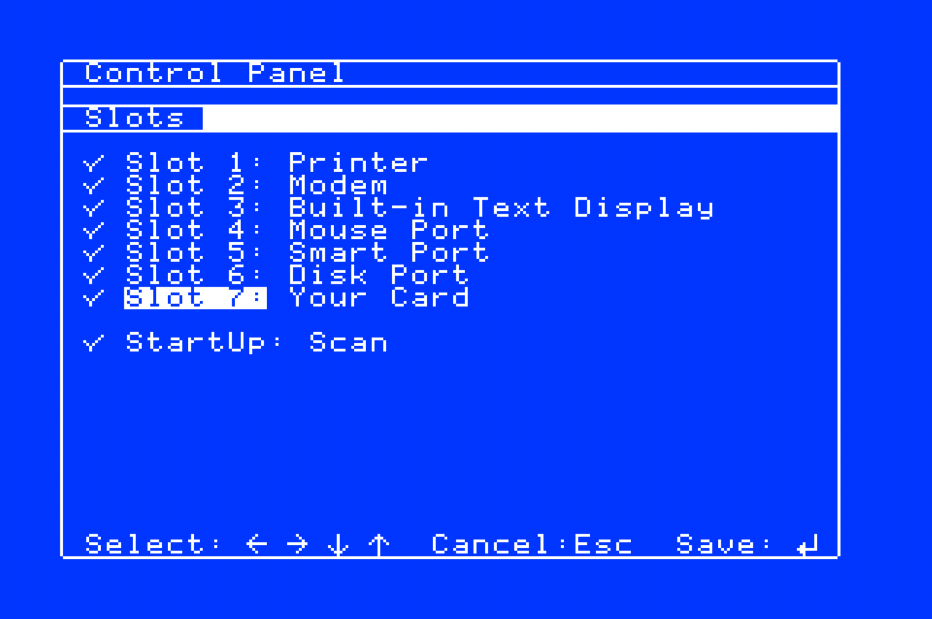 Control Panel
Slots
✓ Slot 1: Printer
✓ Slot 2: Modem
✓ Slot 3: Built-in Text Display
✓ Slot 4: Mouse Port
✓ Slot 5: Smart Port
✓ Slot 6: Disk Port
✓ Slot 7: Your Card
✓ StartUp: Scan
Select: ← → ↓ ↑ Cancel:Esc Save: ↵